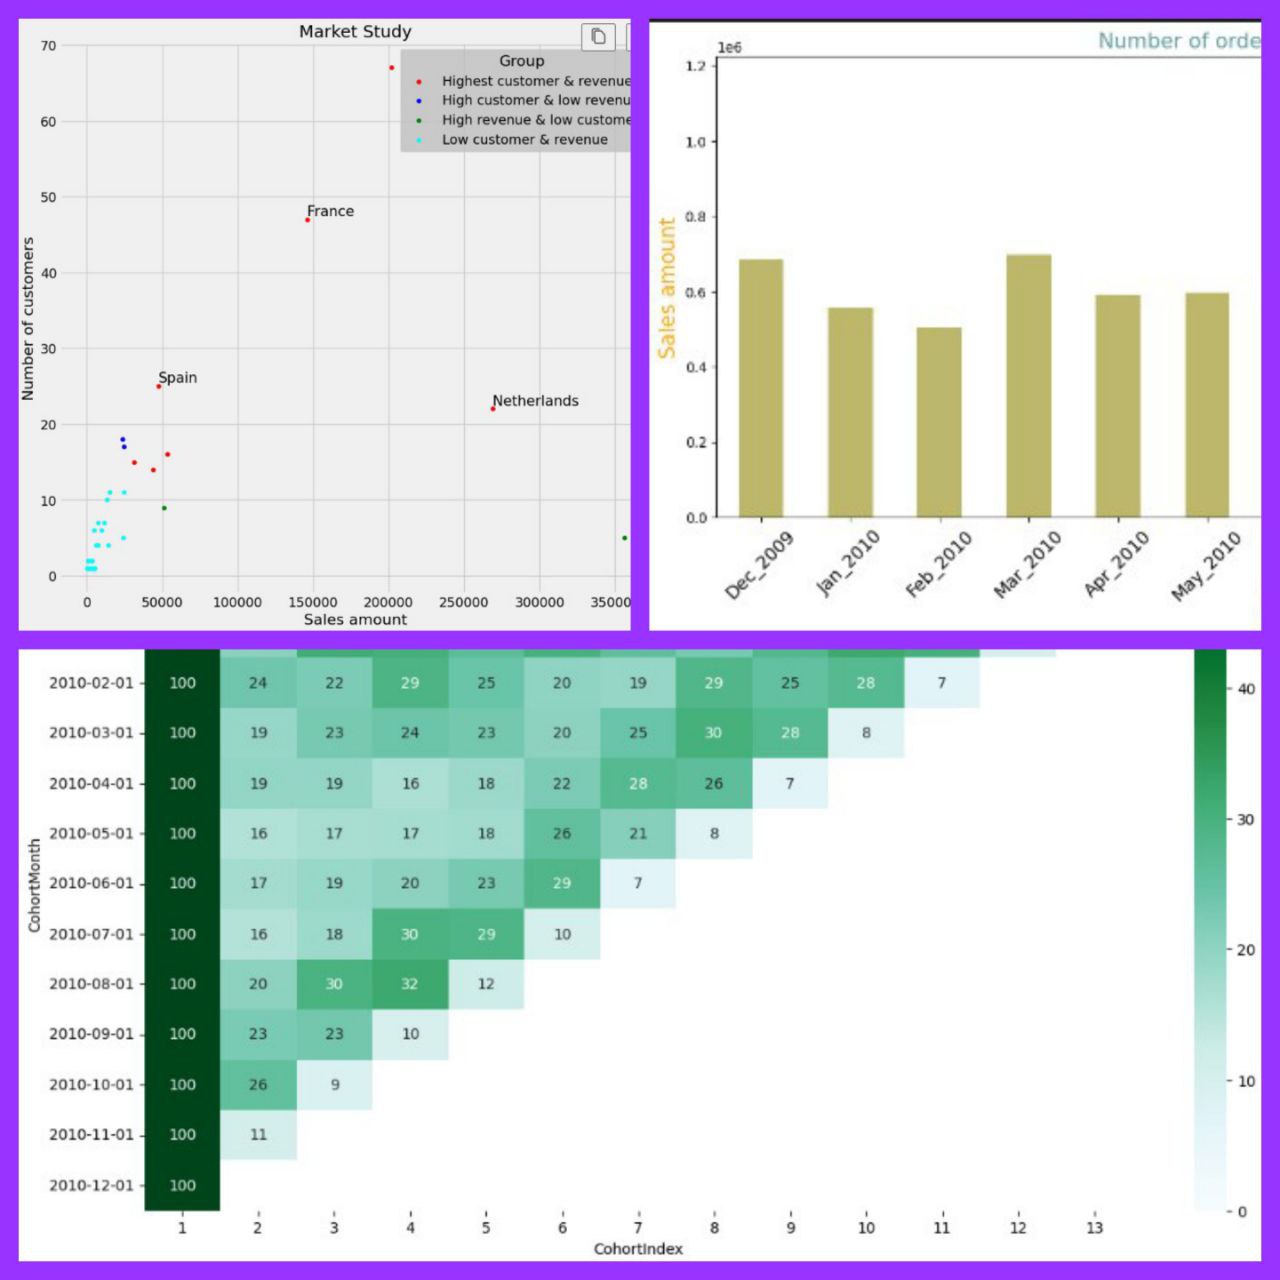 Market Study
Group
Highest customer & revenue
High customer & low revenu
High revenue & low custome
Low customer & revenue
France
Spain
Netherlands
70
60
50
40
30
20
10
0
Number of customers
0 50000 100000 150000 200000 250000 300000 35000
Sales amount
Number of orde
1e6
1.2
1.0
0.8
0.6
0.4
0.2
0.0
Sales amount
Dec_2009 Jan_2010 Feb_2010 Mar_2010 Apr_2010 May_2010
CohortMonth
2010-02-01 100 24 22 29 25 20 19 29 25 28 7
2010-03-01 100 19 23 24 23 20 25 30 28 8
2010-04-01 100 19 19 16 18 22 28 26 7
2010-05-01 100 16 17 17 18 26 21 8
2010-06-01 100 17 19 20 23 29 7
2010-07-01 100 16 18 30 29 10
2010-08-01 100 20 30 32 12
2010-09-01 100 23 23 10
2010-10-01 100 26 9
2010-11-01 100 11
2010-12-01 100
1 2 3 4 5 6 7 8 9 10 11 12 13
CohortIndex
40
30
20
10
0